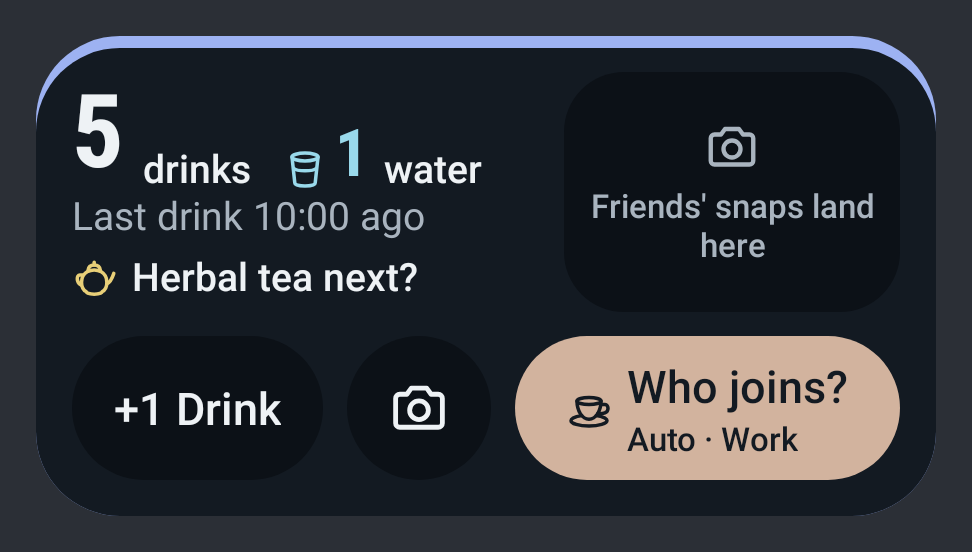 5 drinks 1 water
Last drink 10:00 ago
Herbal tea next?
Friends' snaps land
here
+1 Drink
Who joins?
Auto · Work